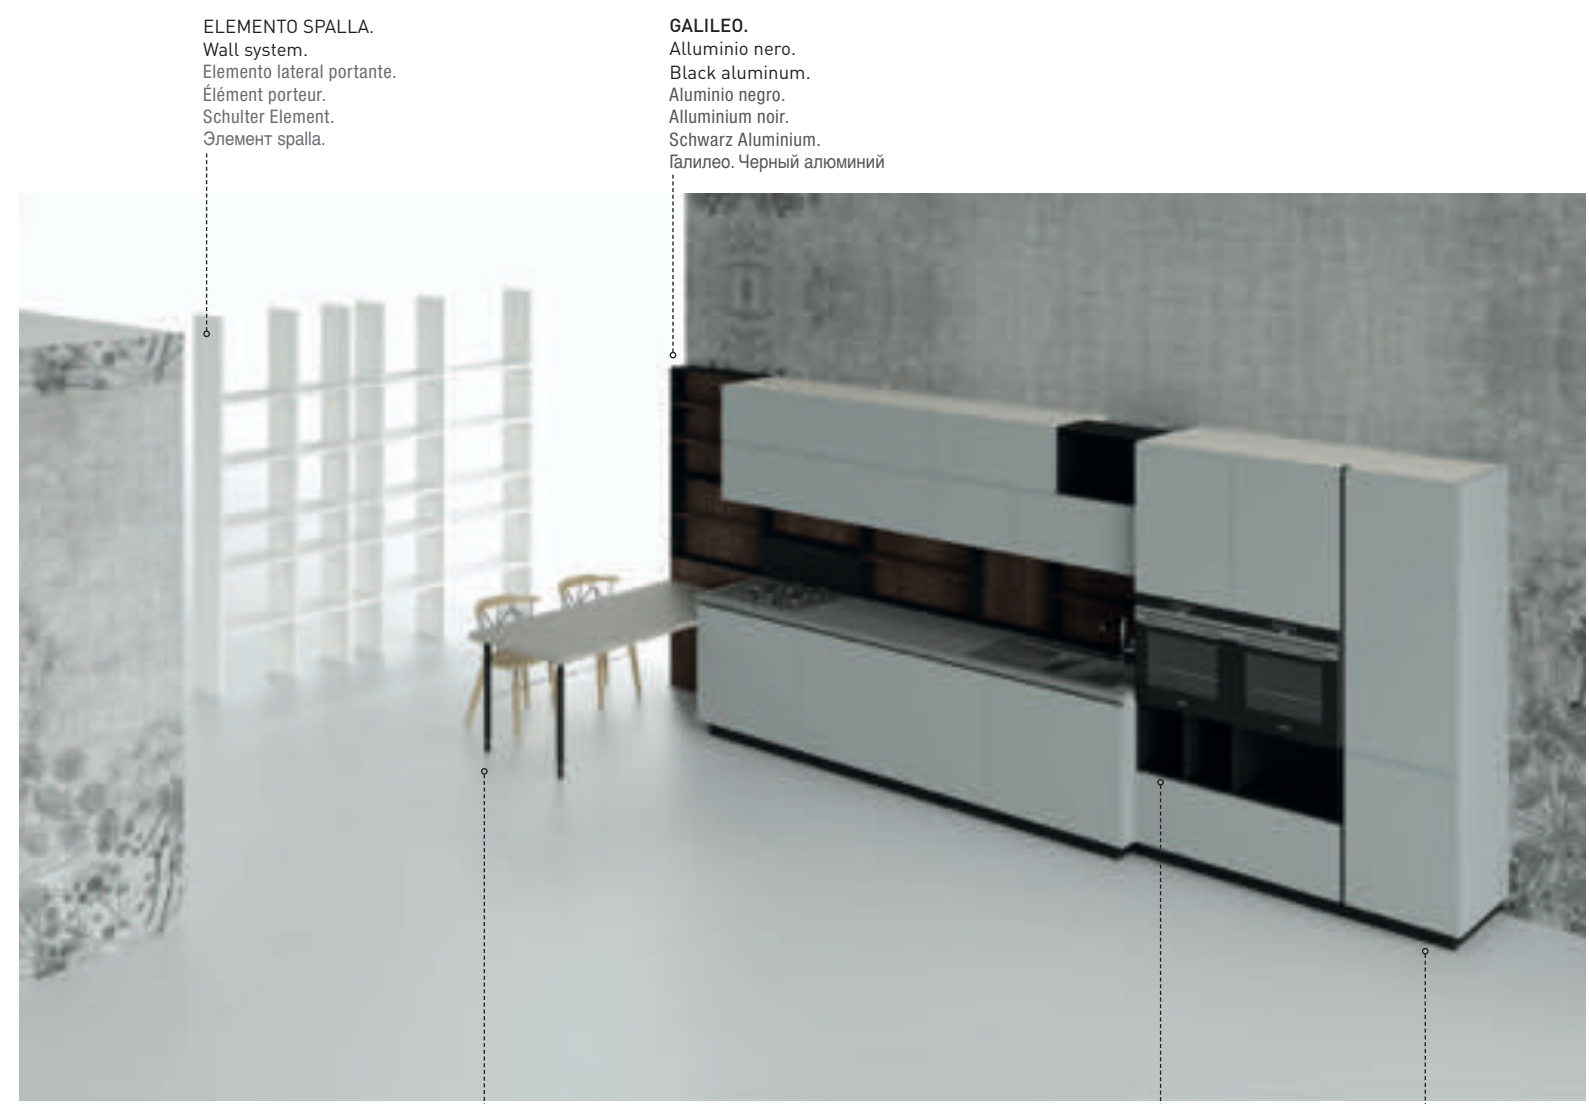 ELEMENTO SPALLA.
Wall system.
Elemento lateral portante.
Élément porteur.
Schulter Element.
Элемент spalla.
GALILEO.
Alluminio nero.
Black aluminum.
Aluminio negro.
Alluminium noir.
Schwarz Aluminium.
Галилео. Черный алюминий